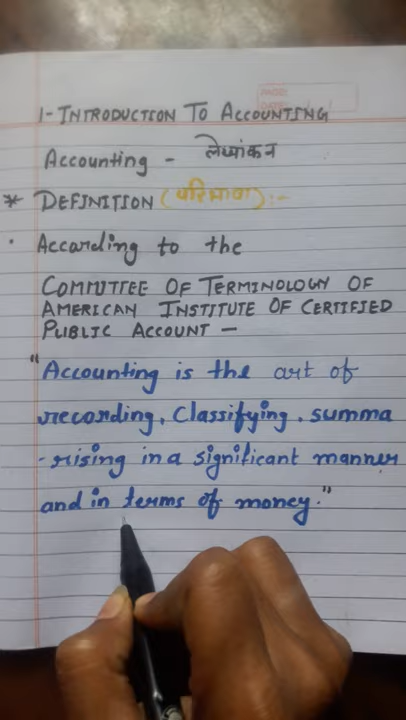 PAGE:
DATE:
1-INTRODUCTION TO ACCOUNTING
Accounting - लेखांकन
* DEFINITION (परिभाषा) :-
· According to the
COMMITTEE OF TERMINOLOGY OF
AMERICAN INSTITUTE OF CERTIFIED
PUBLIC ACCOUNT —
"Accounting is the art of
recording, Classifying, summa
-rising in a significant manner
and in terms of money."